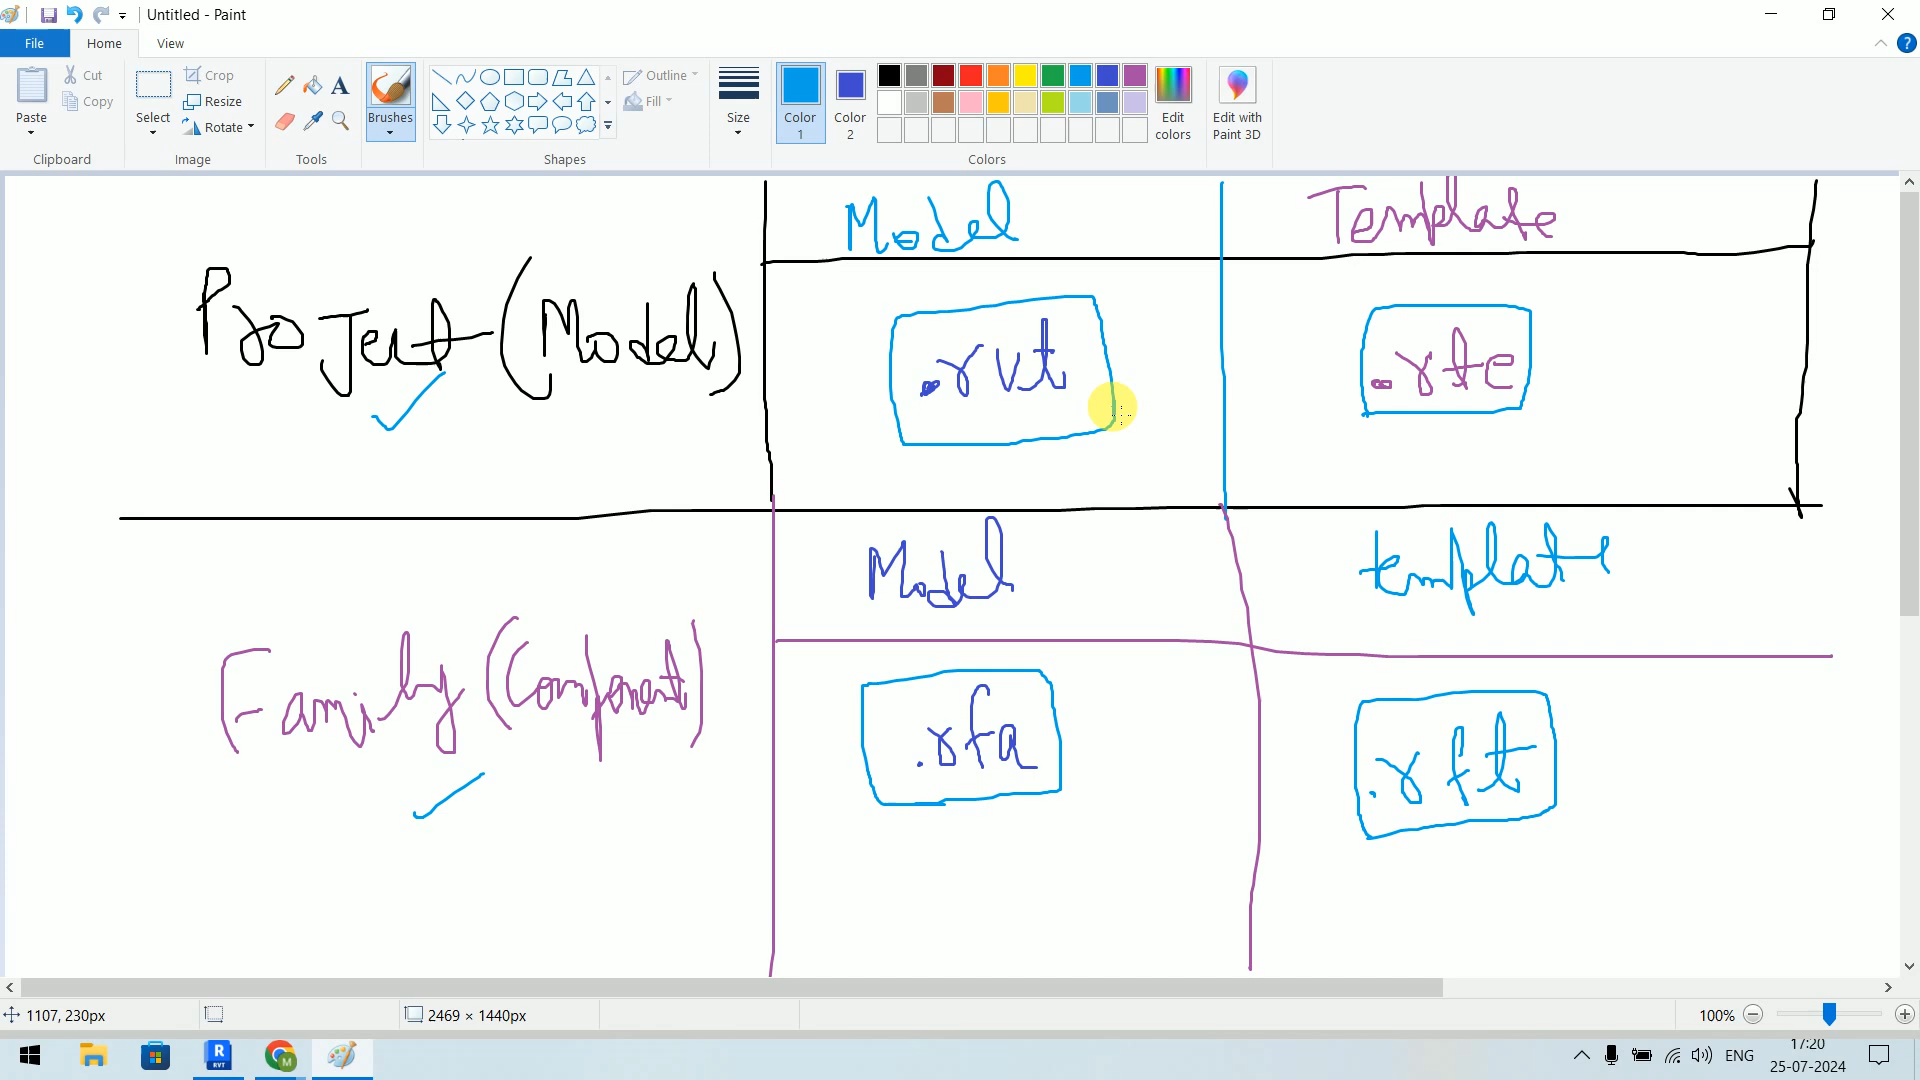 Untitled - Paint
File Home View
Paste Cut Copy Clipboard
Select Crop Resize Rotate Image
Tools
Brushes
Shapes Outline Fill
Size
Color 1 Color 2 Colors
Edit colors
Edit with Paint 3D
Model Template
Project (Model) .rvt .rte
Model template
Family (Component) .rfa .rft
1107, 230px 2469 × 1440px 100%
R RVT M
ENG 17:20
25-07-2024